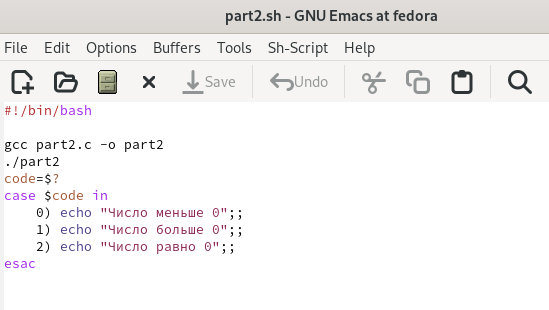 part2.sh - GNU Emacs at fedora
File Edit Options Buffers Tools Sh-Script Help
Save Undo
#!/bin/bash
gcc part2.c -o part2
./part2
code=$?
case $code in
    0) echo "Число меньше 0";;
    1) echo "Число больше 0";;
    2) echo "Число равно 0";;
esac